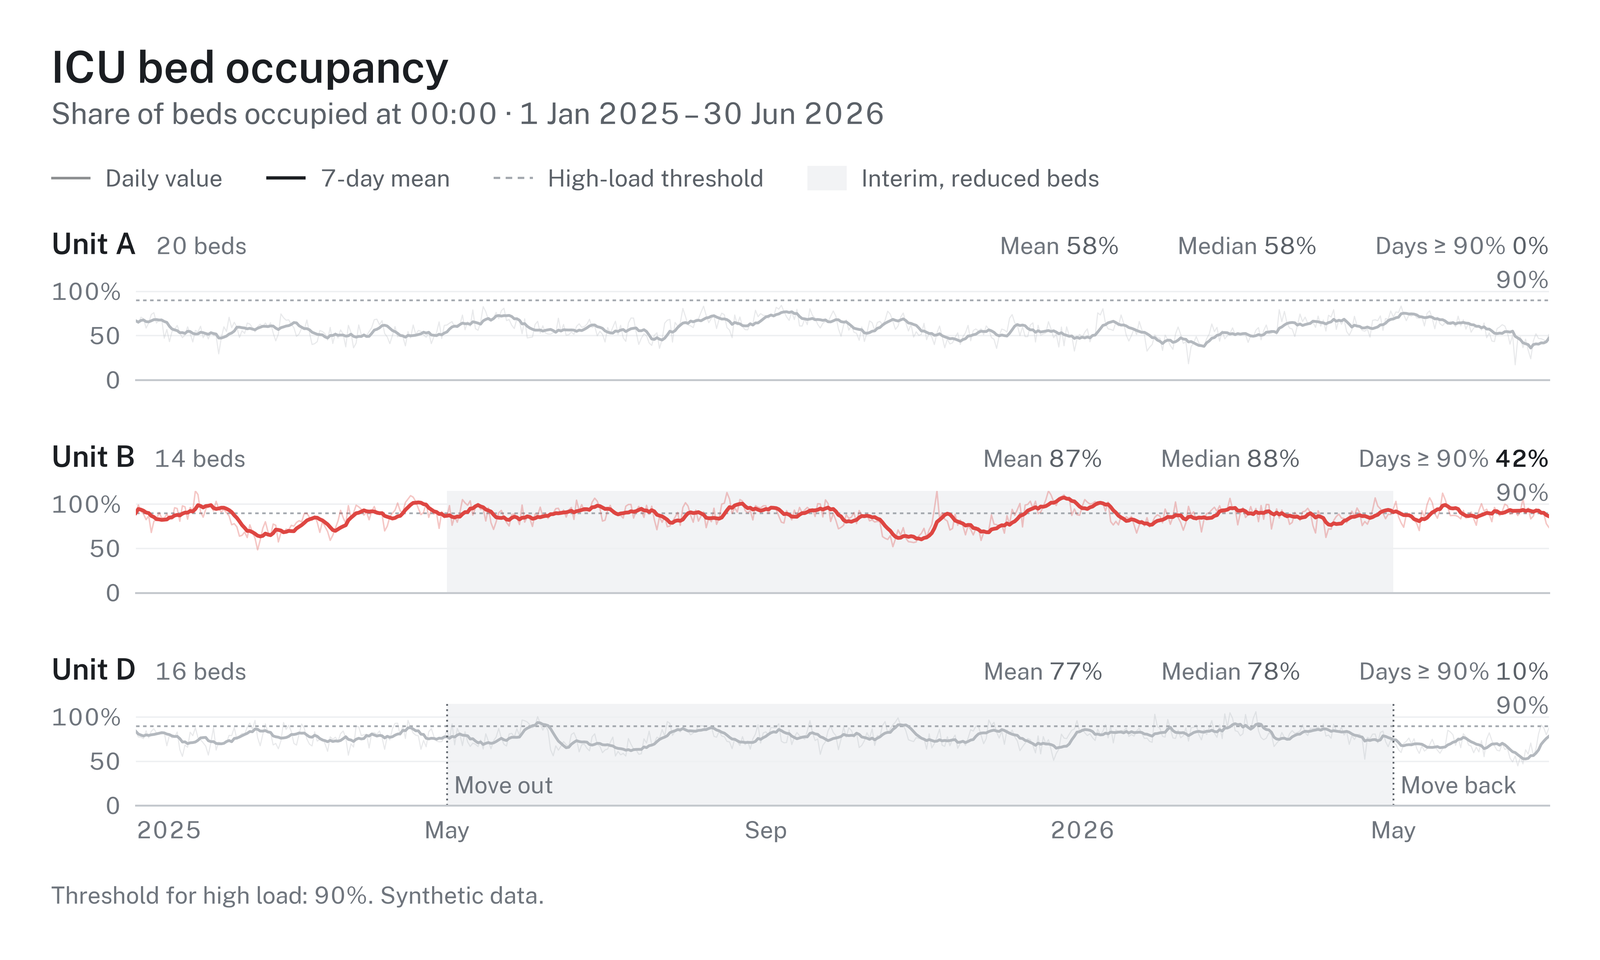 ICU bed occupancy
Share of beds occupied at 00:00 · 1 Jan 2025–30 Jun 2026
Daily value 7-day mean High-load threshold Interim, reduced beds
Unit A 20 beds Mean 58% Median 58% Days ≥ 90% 0%
90%
100%
50
0
Unit B 14 beds Mean 87% Median 88% Days ≥ 90% 42%
90%
100%
50
0
Unit D 16 beds Mean 77% Median 78% Days ≥ 90% 10%
90%
100%
50
Move out Move back
0
2025 May Sep 2026 May
Threshold for high load: 90%. Synthetic data.